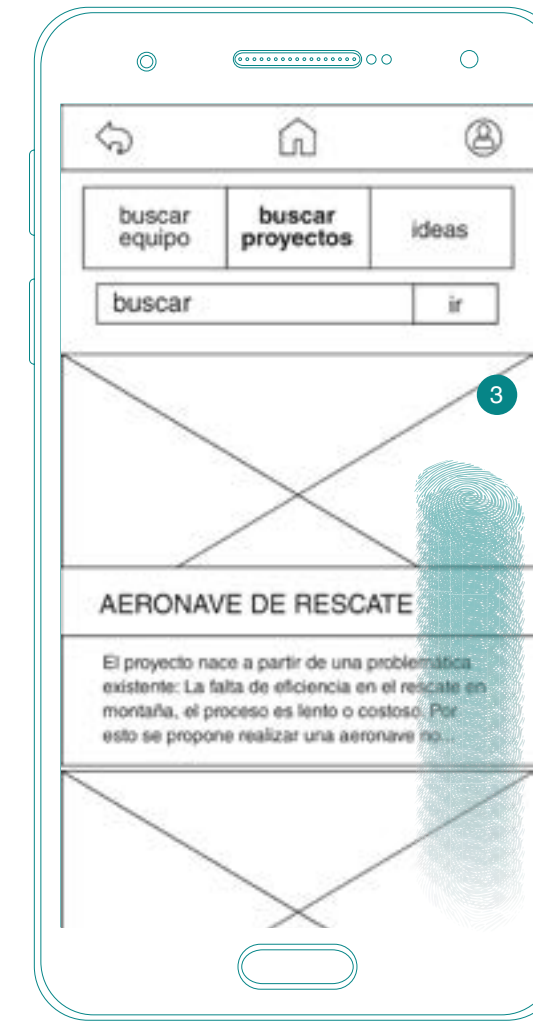 buscar
equipo
buscar
proyectos
ideas
buscar
ir
3
AERONAVE DE RESCATE
El proyecto nace a partir de una problemática
existente: La falta de eficiencia en el rescate en
montaña, el proceso es lento o costoso. Por
esto se propone realizar una aeronave no...